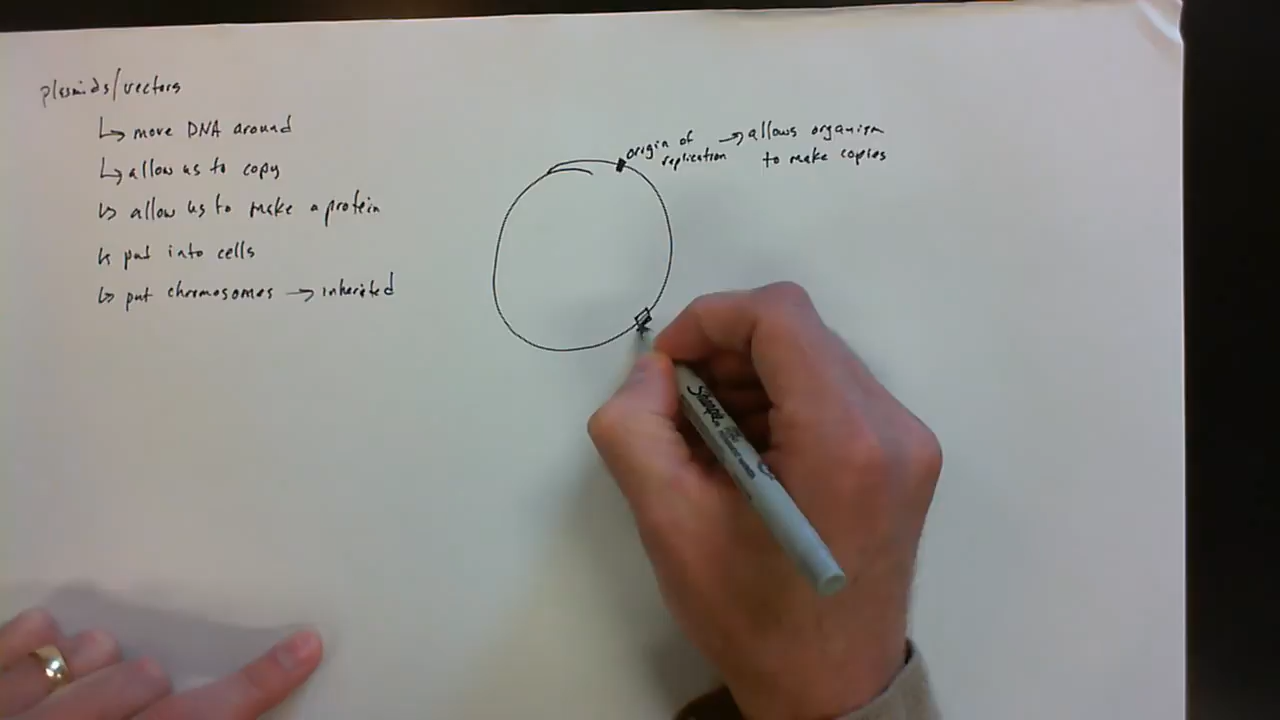 plasmids/vectors
↳ move DNA around
↳ allow us to copy
↳ allow us to make a protein
↳ put into cells
↳ put chromosomes → inherited
origin of replication → allows organism to make copies
Sharpie